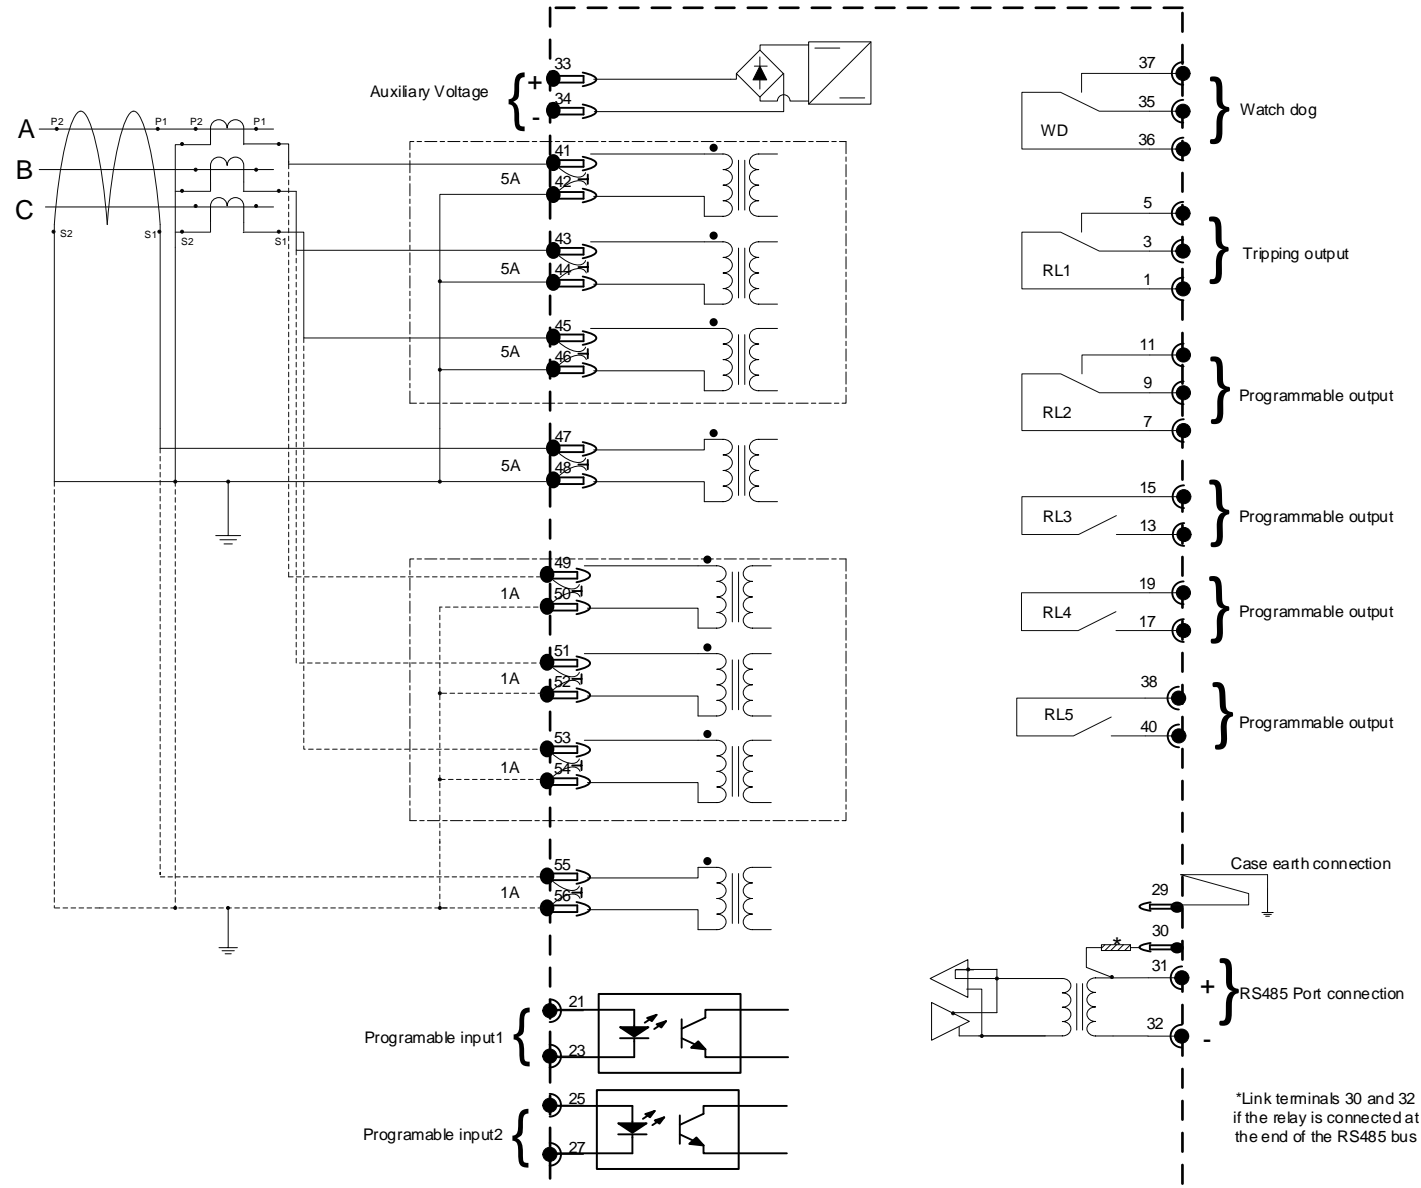 33
Auxiliary Voltage
+
34
-
A
P2
P1
P2
P1
B
C
S2
S1
S2
S1
41
5A
42
43
5A
44
45
5A
46
47
5A
48
49
1A
50
51
1A
52
53
1A
54
55
1A
56
21
Programable input1
23
25
Programable input2
27
37
35
WD
36
Watch dog
5
3
RL1
1
Tripping output
11
9
RL2
7
Programmable output
15
RL3
13
Programmable output
19
RL4
17
Programmable output
38
RL5
40
Programmable output
Case earth connection
29
30
*
31
+
RS485 Port connection
32
-
*Link terminals 30 and 32
if the relay is connected at
the end of the RS485 bus